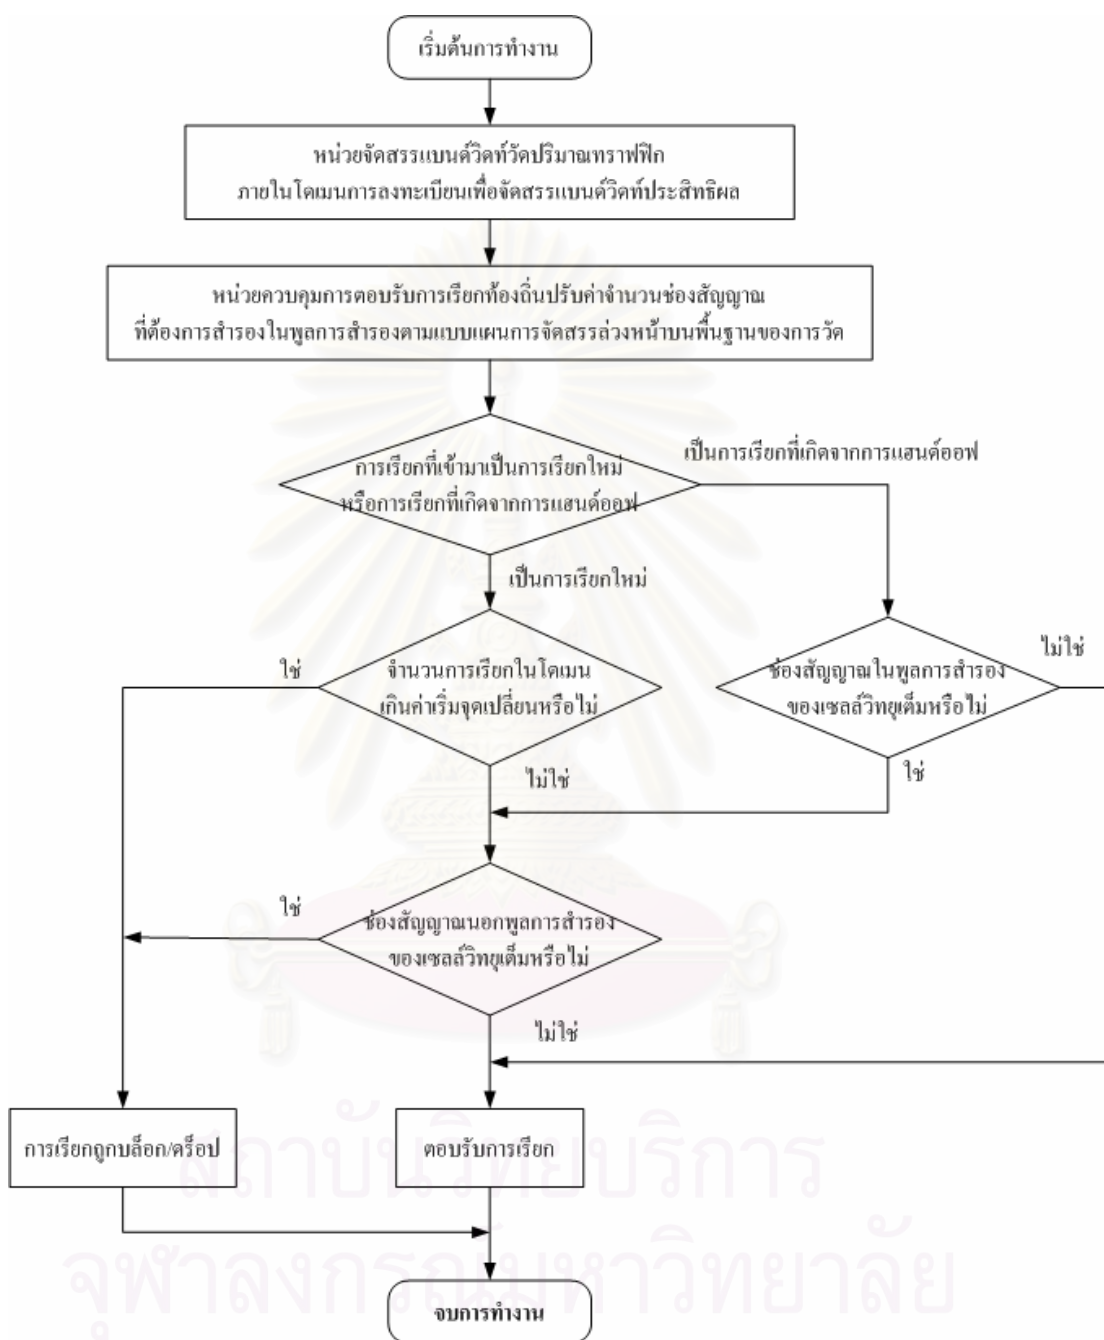 เริ่มต้นการทำงาน
หน่วยจัดสรรแบนด์วิดท์วัดปริมาณทราฟฟิก
ภายในโดเมนการลงทะเบียนเพื่อจัดสรรแบนด์วิดท์ประสิทธิผล
หน่วยควบคุมการตอบรับการเรียกท้องถิ่นปรับค่าจำนวนช่องสัญญาณ
ที่ต้องการสำรองในพูลการสำรองตามแบบแผนการจัดสรรล่วงหน้าบนพื้นฐานของการวัด
เป็นการเรียกที่เกิดจากการแฮนด์ออฟ
การเรียกที่เข้ามาเป็นการเรียกใหม่
หรือการเรียกที่เกิดจากการแฮนด์ออฟ
เป็นการเรียกใหม่
ใช่
จำนวนการเรียกในโดเมน
เกินค่าเริ่มจุดเปลี่ยนหรือไม่
ไม่ใช่
ช่องสัญญาณในพูลการสำรอง
ของเซลล์วิทยุเต็มหรือไม่
ไม่ใช่
ใช่
ใช่
ช่องสัญญาณนอกพูลการสำรอง
ของเซลล์วิทยุเต็มหรือไม่
ไม่ใช่
การเรียกถูกบล็อก/ดร็อป
ตอบรับการเรียก
สถาบันวิทยบริการ
จุฬาลงกรณ์มหาวิทยาลัย
จบการทำงาน